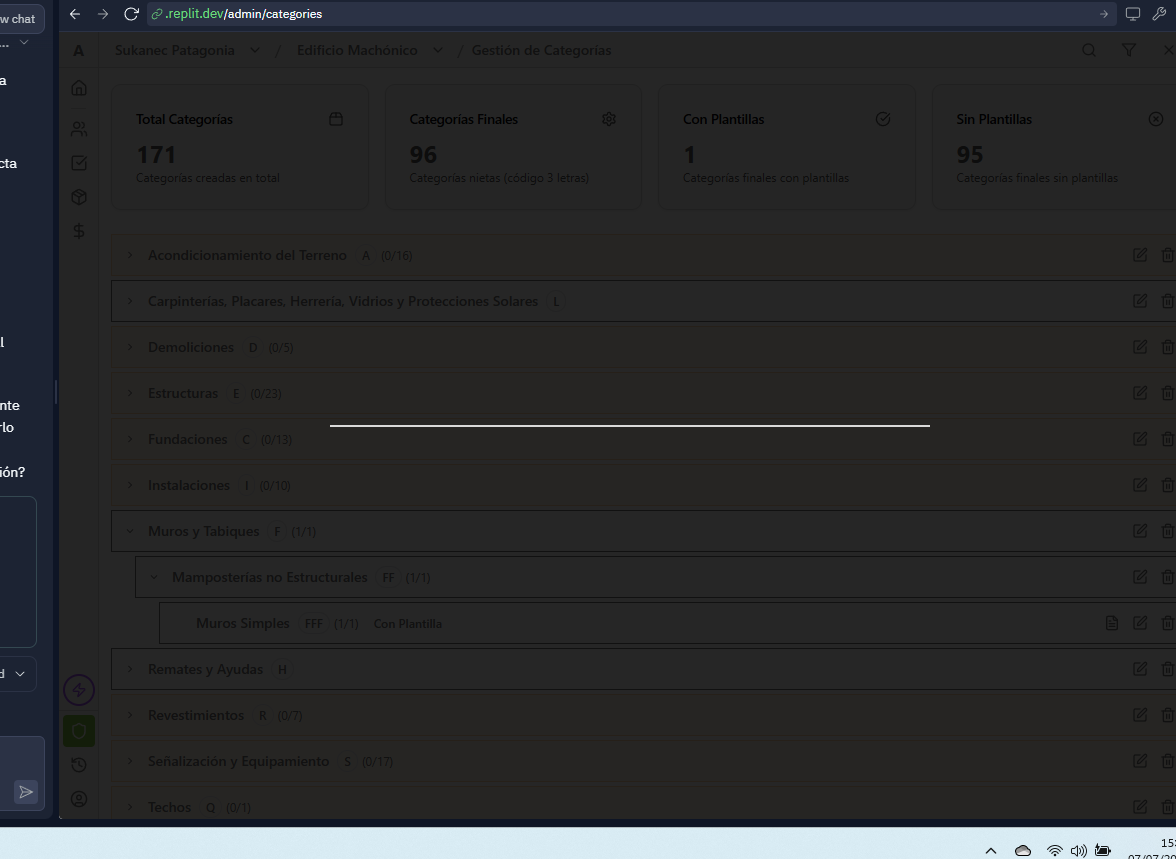 w chat
.replit.dev/admin/categories
...
A
Sukanec Patagonia / Edificio Machónico / Gestión de Categorías
a
cta
l
nte
rlo
ión?
d
Total Categorías
171
Categorías creadas en total
Categorías Finales
96
Categorías nietas (código 3 letras)
Con Plantillas
1
Categorías finales con plantillas
Sin Plantillas
95
Categorías finales sin plantillas
Acondicionamiento del Terreno A (0/16)
Carpinterías, Placares, Herrería, Vidrios y Protecciones Solares L
Demoliciones D (0/5)
Estructuras E (0/23)
Fundaciones C (0/13)
Instalaciones I (0/10)
Muros y Tabiques F (1/1)
Mamposterías no Estructurales FF (1/1)
Muros Simples FFF (1/1) Con Plantilla
Remates y Ayudas H
Revestimientos R (0/7)
Señalización y Equipamiento S (0/17)
Techos Q (0/1)